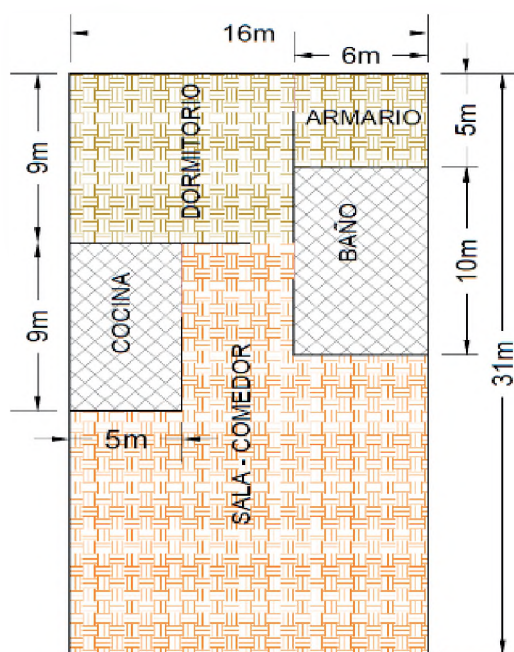 16m
6m
9m
DORMITORIO
ARMARIO
5m
BAÑO
10m
9m
COCINA
31m
5m
SALA - COMEDOR